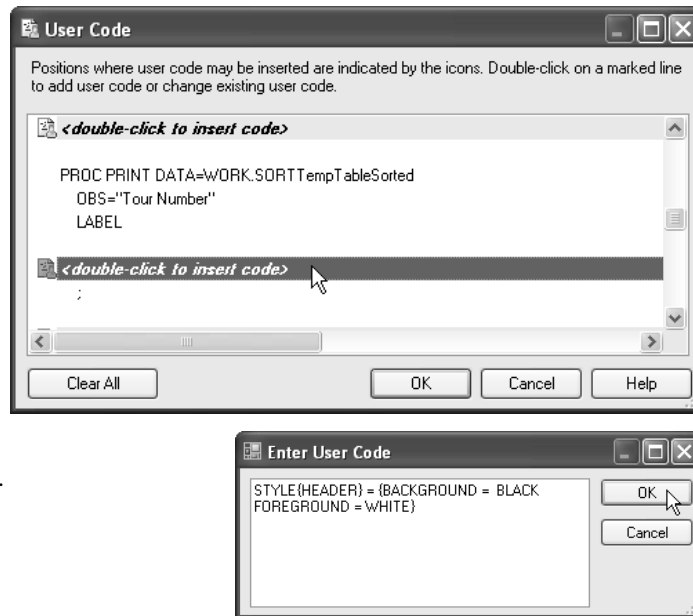 User Code
Positions where user code may be inserted are indicated by the icons. Double-click on a marked line
to add user code or change existing user code.
<double-click to insert code>
PROC PRINT DATA=WORK.SORTTempTableSorted
OBS="Tour Number"
LABEL
<double-click to insert code>
;
Clear All
OK
Cancel
Help
.
Enter User Code
STYLE{HEADER} = {BACKGROUND = BLACK
FOREGROUND = WHITE}
OK
Cancel